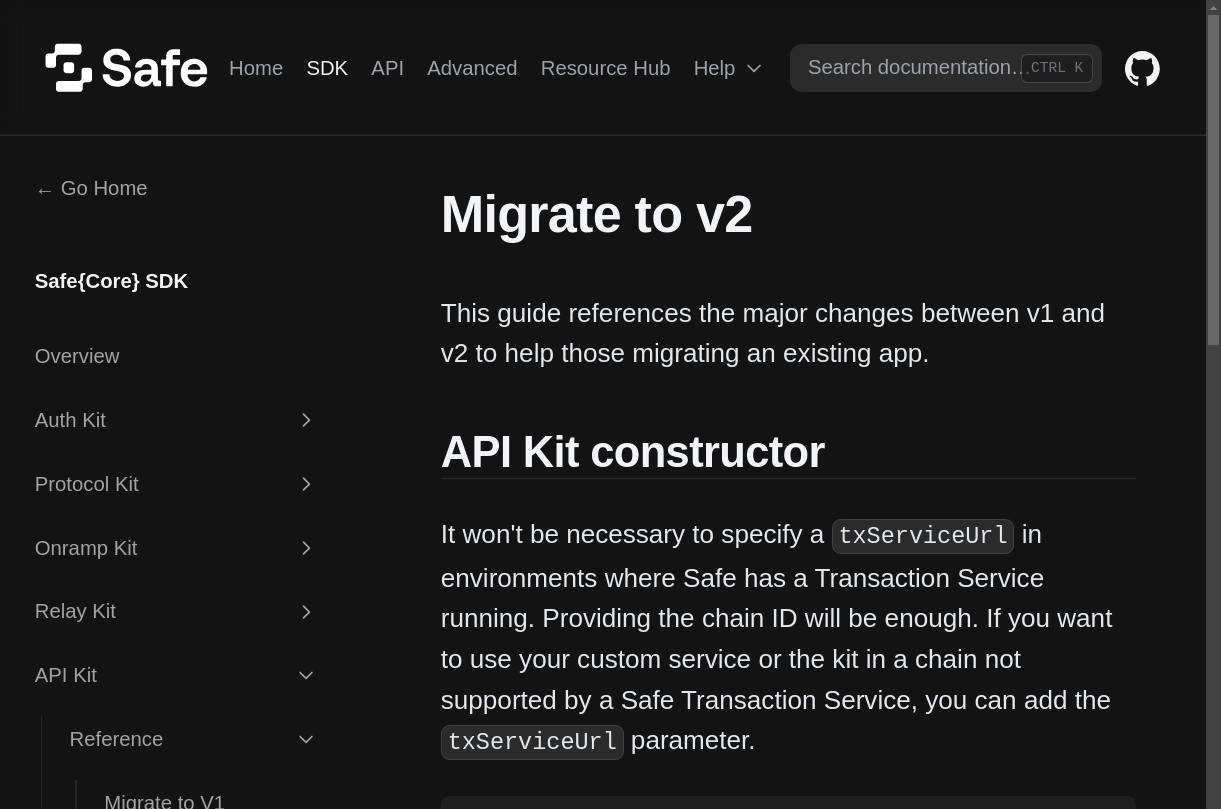 Safe Home SDK API Advanced Resource Hub Help Search documentation… CTRL K
← Go Home
Safe{Core} SDK
Overview
Auth Kit
Protocol Kit
Onramp Kit
Relay Kit
API Kit
Reference
Migrate to V1
Migrate to v2
This guide references the major changes between v1 and
v2 to help those migrating an existing app.
API Kit constructor
It won't be necessary to specify a txServiceUrl in
environments where Safe has a Transaction Service
running. Providing the chain ID will be enough. If you want
to use your custom service or the kit in a chain not
supported by a Safe Transaction Service, you can add the
txServiceUrl parameter.